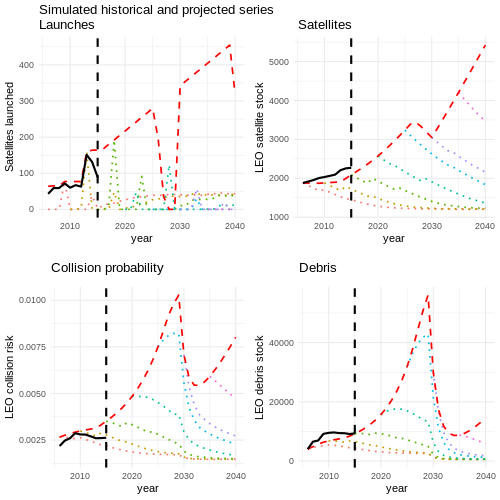 Simulated historical and projected series
Launches
Satellites launched
400
300
200
100
0
2010
2020
2030
2040
year
Satellites
LEO satellite stock
5000
4000
3000
2000
1000
2010
2020
2030
2040
year
Collision probability
LEO collision risk
0.0100
0.0075
0.0050
0.0025
2010
2020
2030
2040
year
Debris
LEO debris stock
40000
20000
0
2010
2020
2030
2040
year